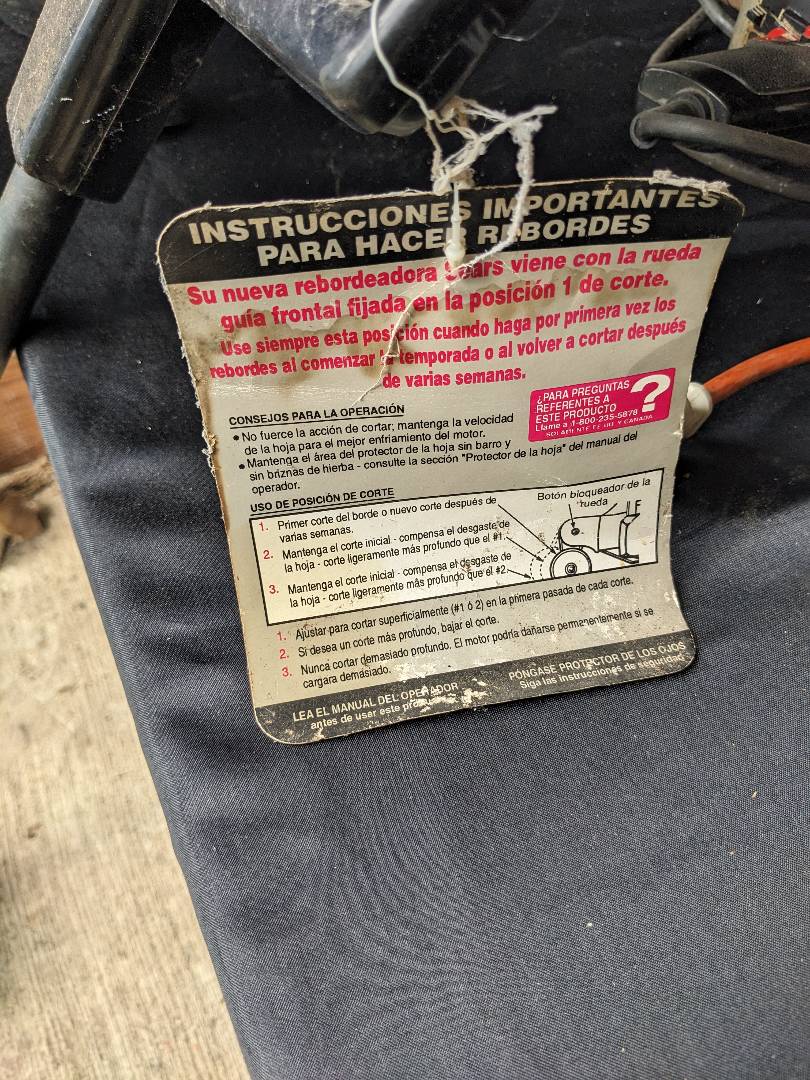 INSTRUCCIONES IMPORTANTES
PARA HACER REBORDES
Su nueva rebordeadora Sears viene con la rueda
guía frontal fijada en la posición 1 de corte.
Use siempre esta posición cuando haga por primera vez los
rebordes al comenzar la temporada o al volver a cortar después
de varias semanas.
¿PARA PREGUNTAS
REFERENTES A
ESTE PRODUCTO
Llame a 1-800-235-5878
SOLAMENTE EE.UU. Y CANADA
?
CONSEJOS PARA LA OPERACIÓN
• No fuerce la acción de cortar; mantenga la velocidad
de la hoja para el mejor enfriamiento del motor.
• Mantenga el área del protector de la hoja sin barro y
sin briznas de hierba - consulte la sección "Protector de la hoja" del manual del
operador.
USO DE POSICIÓN DE CORTE
1. Primer corte del borde o nuevo corte después de
varias semanas.
2. Mantenga el corte inicial - compensa el desgaste de
la hoja - corte ligeramente más profundo que el #1.
3. Mantenga el corte inicial - compensa el desgaste de
la hoja - corte ligeramente más profundo que el #2.
Botón bloqueador de la
rueda
1. Ajustar para cortar superficialmente (#1 ó 2) en la primera pasada de cada corte.
2. Si desea un corte más profundo, bajar el corte.
3. Nunca cortar demasiado profundo. El motor podría dañarse permanentemente si se
cargara demasiado.
LEA EL MANUAL DEL OPERADOR
antes de usar este
PONGASE PROTECTOR DE LOS OJOS
Siga las instrucciones de seguridad